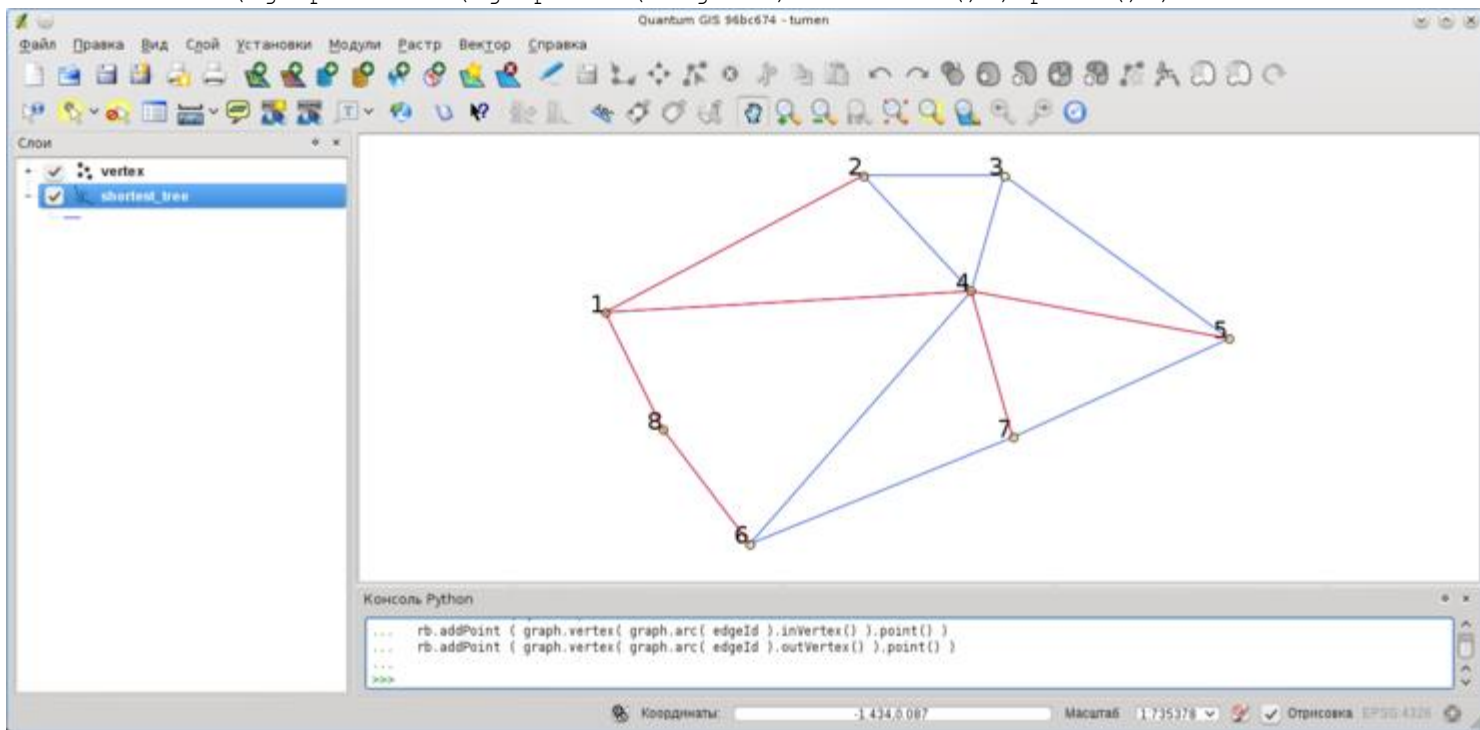 Quantum GIS 96bc674 - tumen
Файл Правка Вид Слой Установки Модули Растр Вектор Справка
Слои
vertex
shortest_tree
2 3
4
1
5
8
7
6
Консоль Python
... rb.addPoint ( graph.vertex( graph.arc( edgeId ).inVertex() ).point() )
... rb.addPoint ( graph.vertex( graph.arc( edgeId ).outVertex() ).point() )
...
>>>
Координаты: -1.434,0.087 Масштаб 1:735378 Отрисовка EPSG:4326